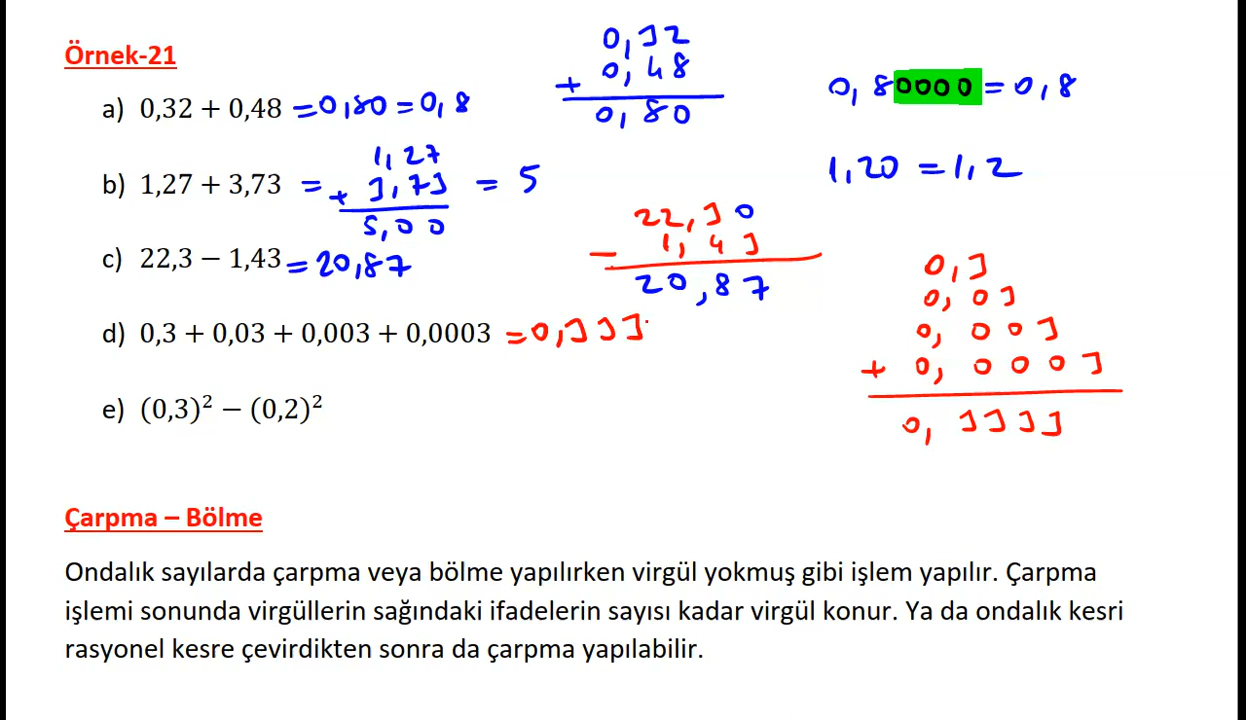 Örnek-21
a) 0,32 + 0,48 = 0,80 = 0,8
0,32
+ 0,48
0,80
0,80000 = 0,8
1,20 = 1,2
b) 1,27 + 3,73 =
1,27
+ 3,73
5,00
= 5
c) 22,3 − 1,43 = 20,87
22,30
− 1,43
20,87
d) 0,3 + 0,03 + 0,003 + 0,0003 = 0,333
0,3
0,03
0,003
+ 0,0003
0,3333
e) (0,3)² − (0,2)²
Çarpma – Bölme
Ondalık sayılarda çarpma veya bölme yapılırken virgül yokmuş gibi işlem yapılır. Çarpma
işlemi sonunda virgüllerin sağındaki ifadelerin sayısı kadar virgül konur. Ya da ondalık kesri
rasyonel kesre çevirdikten sonra da çarpma yapılabilir.